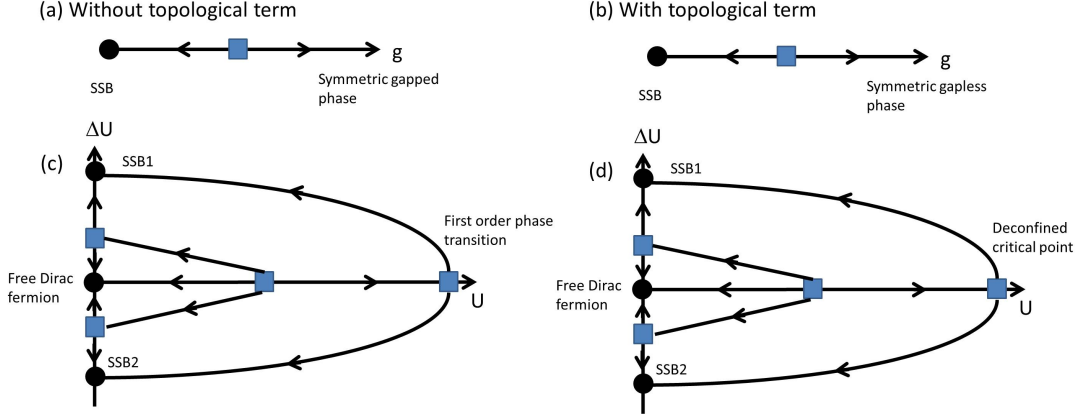 (a) Without topological term
g
SSB
Symmetric gapped
phase
(b) With topological term
g
SSB
Symmetric gapless
phase
(c)
ΔU
SSB1
First order phase
transition
Free Dirac
fermion
U
SSB2
(d)
ΔU
SSB1
Deconfined
critical point
Free Dirac
fermion
U
SSB2